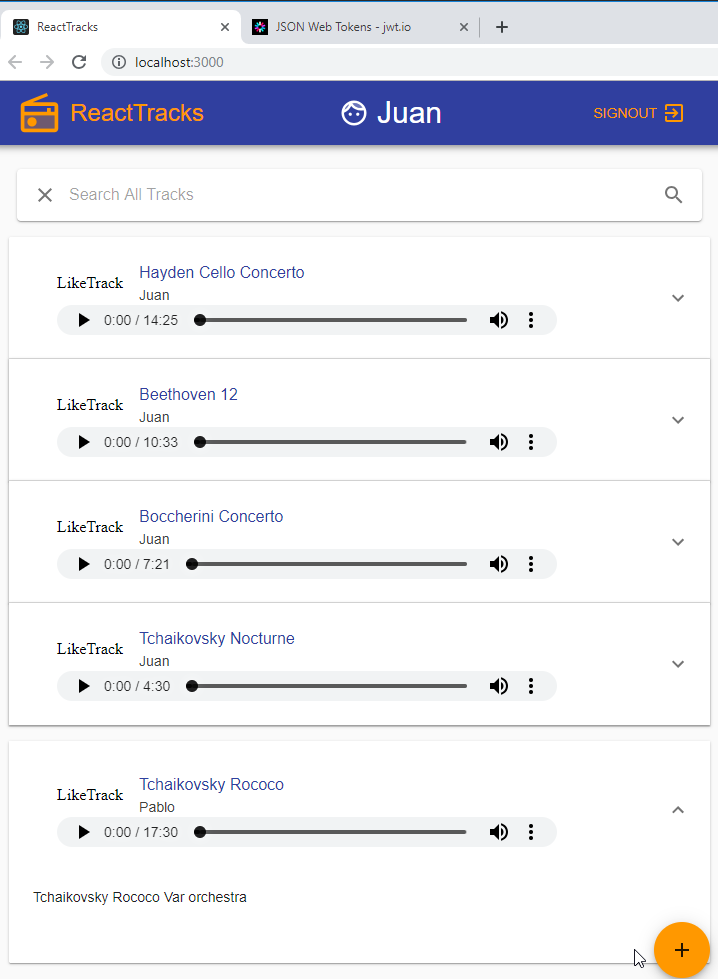 ReactTracks
JSON Web Tokens - jwt.io
localhost:3000
ReactTracks
Juan
SIGNOUT
Search All Tracks
LikeTrack
Hayden Cello Concerto
Juan
0:00 / 14:25
LikeTrack
Beethoven 12
Juan
0:00 / 10:33
LikeTrack
Boccherini Concerto
Juan
0:00 / 7:21
LikeTrack
Tchaikovsky Nocturne
Juan
0:00 / 4:30
LikeTrack
Tchaikovsky Rococo
Pablo
0:00 / 17:30
Tchaikovsky Rococo Var orchestra